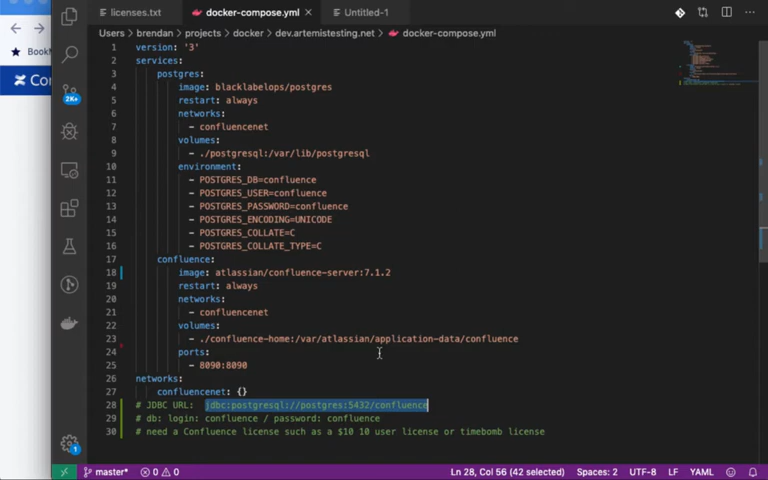 licenses.txt docker-compose.yml × Untitled-1
Users > brendan > projects > docker > dev.artemistesting.net > docker-compose.yml
Book
Con
2K+
1 version: '3'
2 services:
3 postgres:
4 image: blacklabelops/postgres
5 restart: always
6 networks:
7 - confluencenet
8 volumes:
9 - ./postgresql:/var/lib/postgresql
10 environment:
11 - POSTGRES_DB=confluence
12 - POSTGRES_USER=confluence
13 - POSTGRES_PASSWORD=confluence
14 - POSTGRES_ENCODING=UNICODE
15 - POSTGRES_COLLATE=C
16 - POSTGRES_COLLATE_TYPE=C
17 confluence:
18 image: atlassian/confluence-server:7.1.2
19 restart: always
20 networks:
21 - confluencenet
22 volumes:
23 - ./confluence-home:/var/atlassian/application-data/confluence
24 ports:
25 - 8090:8090
26 networks:
27 confluencenet: {}
28 # JDBC URL: jdbc:postgresql://postgres:5432/confluence
29 # db: login: confluence / password: confluence
30 # need a Confluence license such as a $10 10 user license or timebomb license
1
master* 0 0 Ln 28, Col 56 (42 selected) Spaces: 2 UTF-8 LF YAML